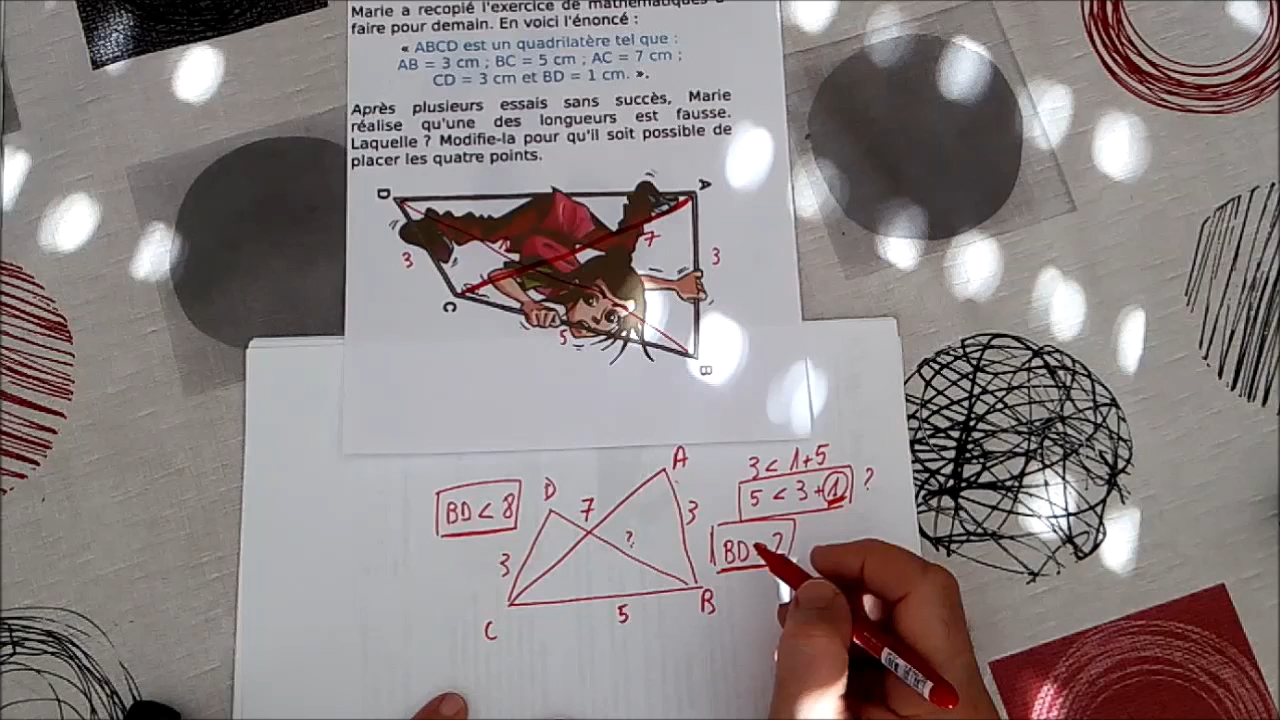 Marie a recopié l'exercice de mathématiques à
faire pour demain. En voici l'énoncé :
« ABCD est un quadrilatère tel que :
AB = 3 cm ; BC = 5 cm ; AC = 7 cm ;
CD = 3 cm et BD = 1 cm. ».
Après plusieurs essais sans succès, Marie
réalise qu'une des longueurs est fausse.
Laquelle ? Modifie-la pour qu'il soit possible de
placer les quatre points.
D
A
7
3
3
C
5
B
A
3 < 1+5
BD < 8
D
7
3
5 < 3+1
?
3
?
BD
?
C
5
B